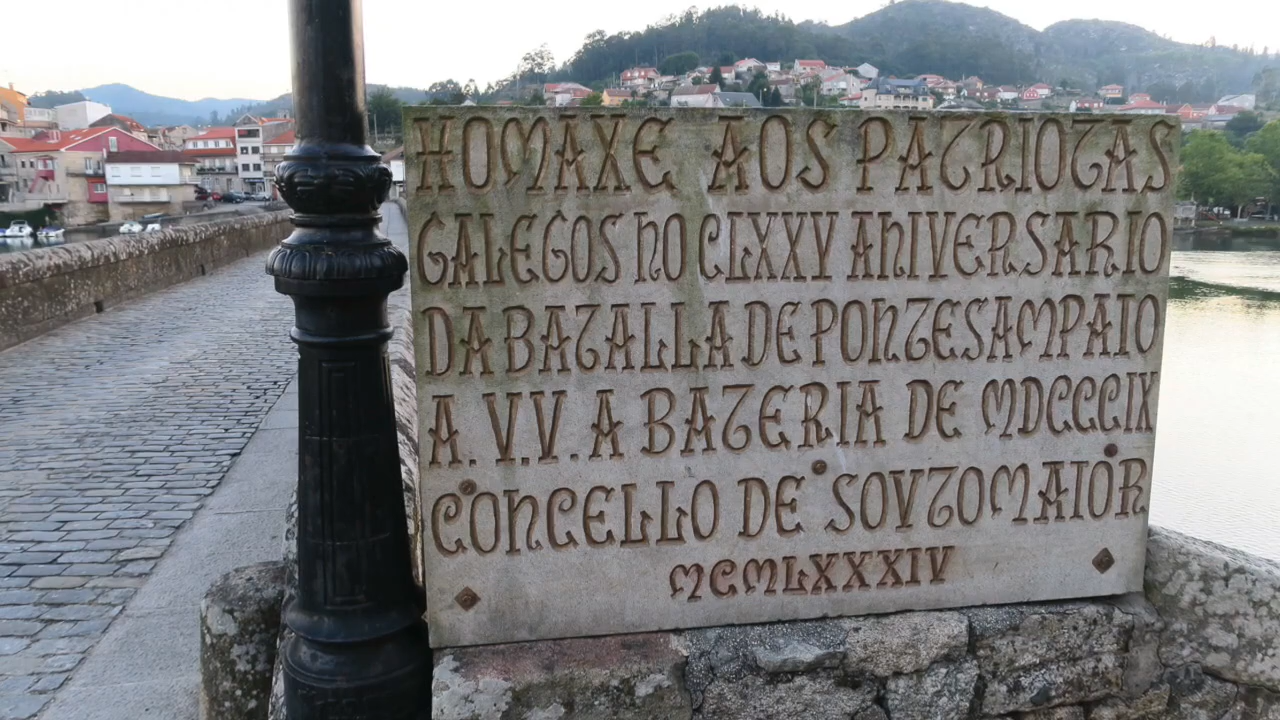 HOMAXE AOS PATRIOTAS
GALEGOS NO CLXXV ANIVERSARIO
DA BATALLA DE PONTESAMPAIO
A.V.V. A BATERIA DE MDCCCIX
CONCELLO DE SOVTOMAIOR
MCMLXXXIV